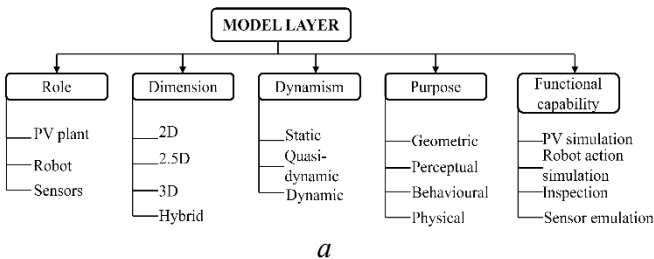 MODEL LAYER
Role
PV plant
Robot
Sensors
Dimension
2D
2.5D
3D
Hybrid
Dynamism
Static
Quasi-
dynamic
Dynamic
Purpose
Geometric
Perceptual
Behavioural
Physical
Functional
capability
PV simulation
Robot action
simulation
Inspection
Sensor emulation
a